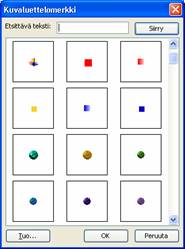 Kuvaluettelomerkki
Etsittävä teksti:
Siirry
Tuo...
OK
Peruuta